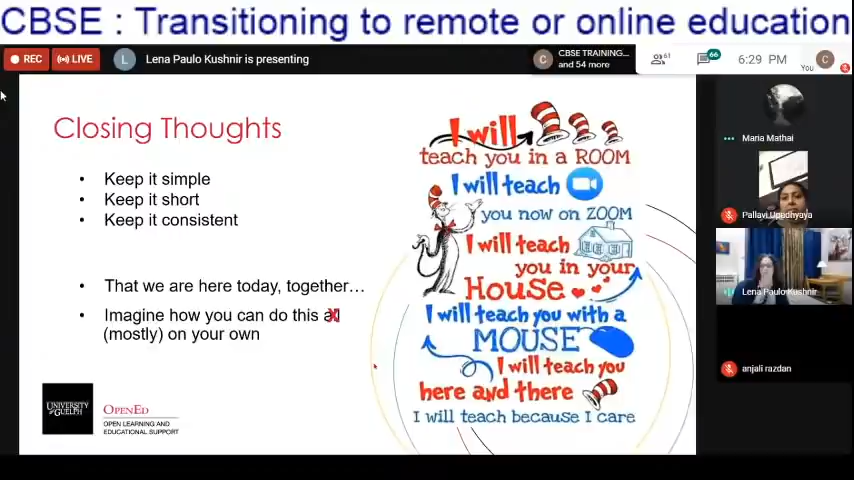 CBSE : Transitioning to remote or online education
REC
LIVE
L
Lena Paulo Kushnir is presenting
C
CBSE TRAINING...
and 54 more
61
66
6:29 PM
You
C
Closing Thoughts
• Keep it simple
• Keep it short
• Keep it consistent
• That we are here today, together…
• Imagine how you can do this all
(mostly) on your own
UNIVERSITY
of GUELPH
OPENED
OPEN LEARNING AND
EDUCATIONAL SUPPORT
I will
teach you in a ROOM
I will teach
you now on ZOOM
I will teach
you in your
House
I will teach you with a
MOUSE
I will teach you
here and there
I will teach because I care
Maria Mathai
Pallavi Upadhyaya
Lena Paulo Kushnir
anjali razdan